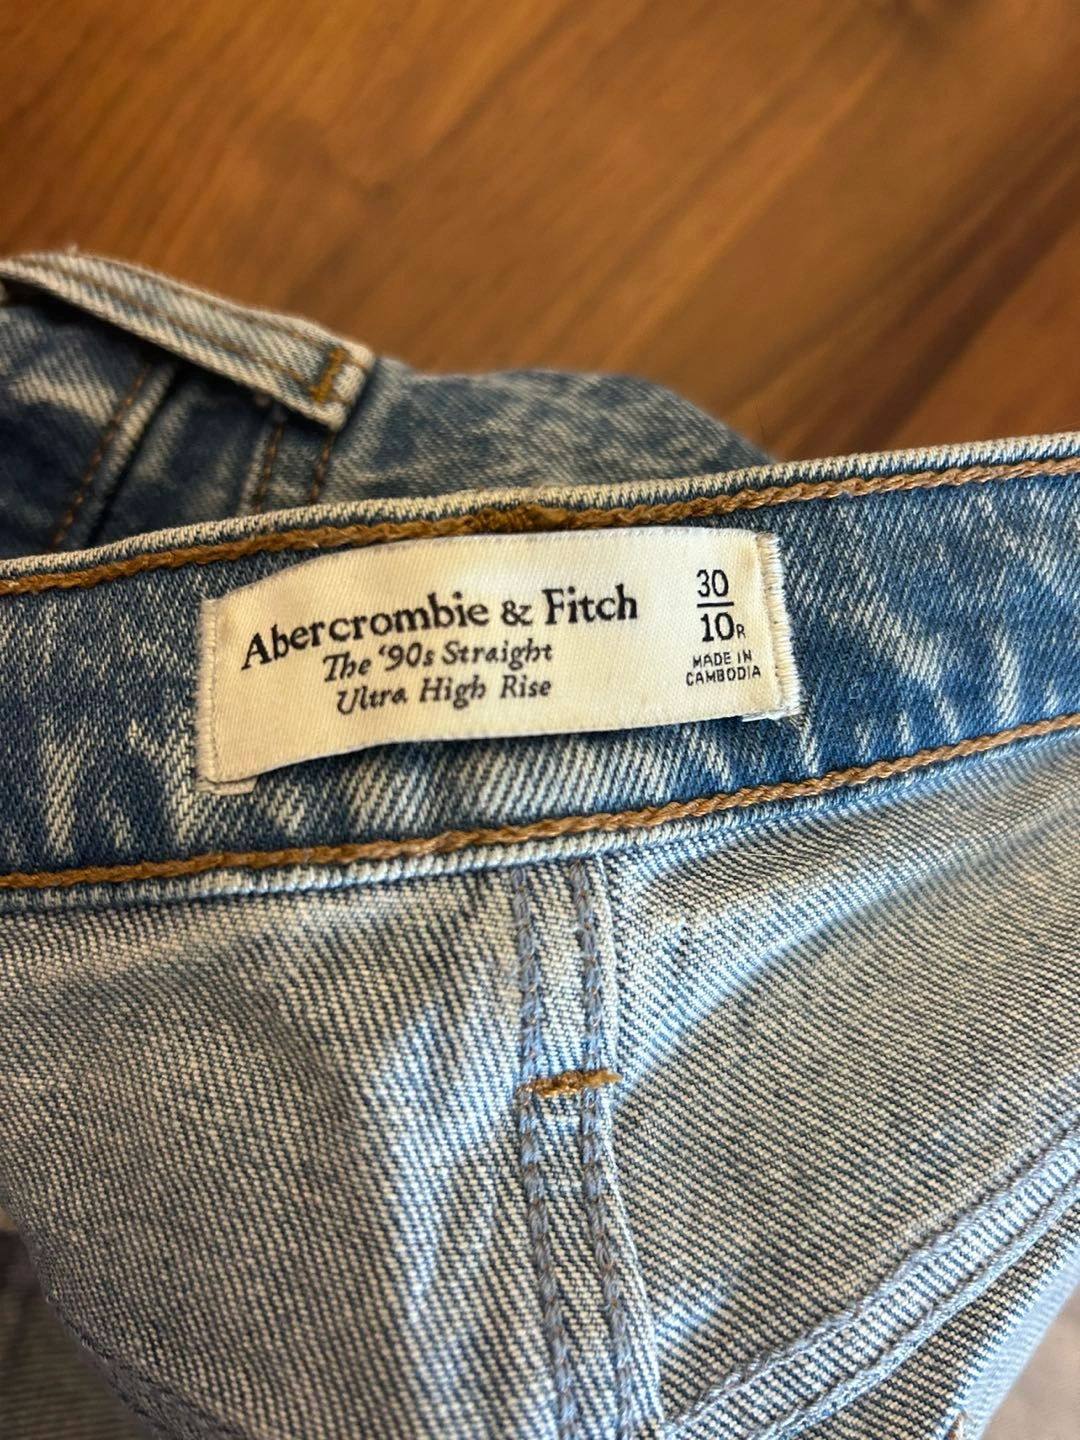 Abercrombie & Fitch
The ‘90s Straight
Ultra High Rise
30
10R
MADE IN
CAMBODIA